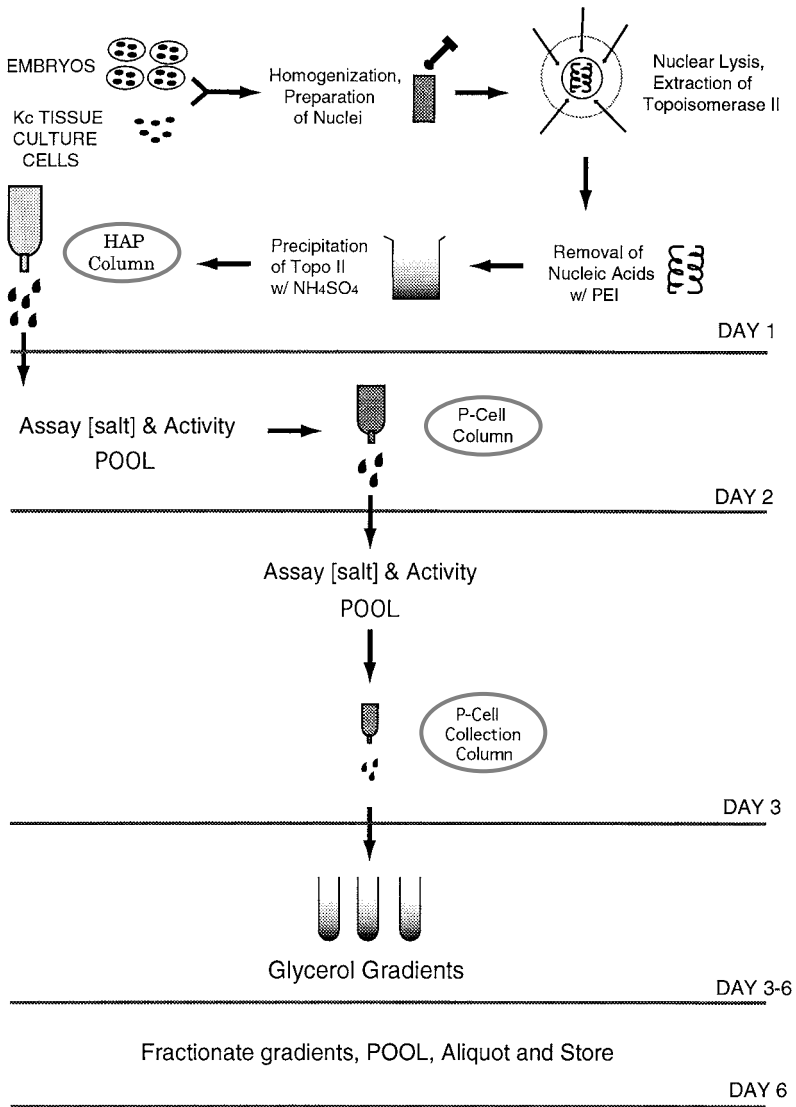 EMBRYOS
Kc TISSUE
CULTURE
CELLS
Homogenization,
Preparation
of Nuclei
Nuclear Lysis,
Extraction of
Topoisomerase II
HAP
Column
Precipitation
of Topo II
w/ NH4SO4
Removal of
Nucleic Acids
w/ PEI
DAY 1
Assay [salt] & Activity
POOL
P-Cell
Column
DAY 2
Assay [salt] & Activity
POOL
P-Cell
Collection
Column
DAY 3
Glycerol Gradients
DAY 3-6
Fractionate gradients, POOL, Aliquot and Store
DAY 6